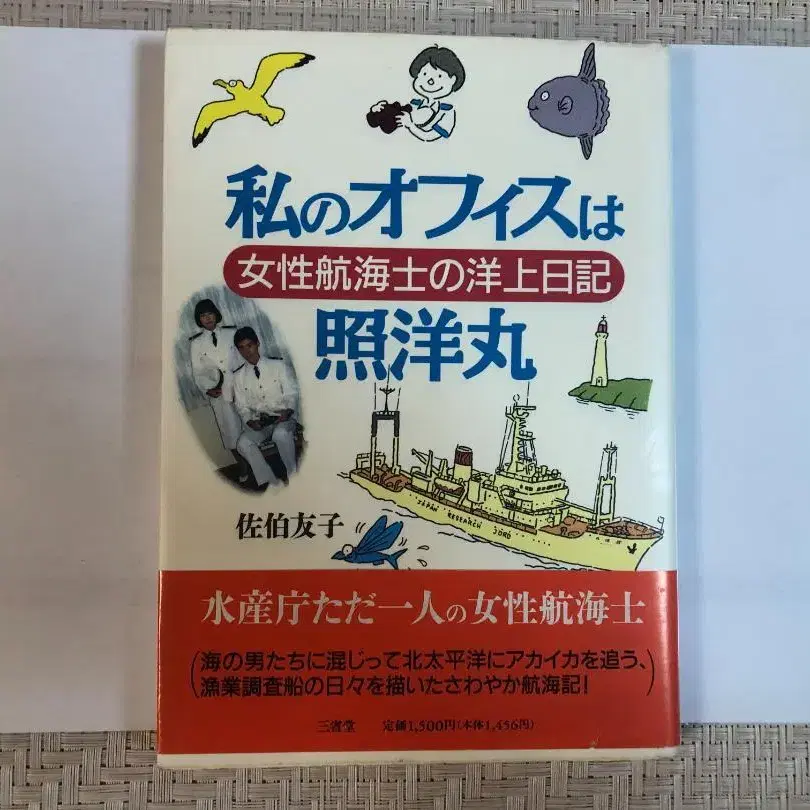 私のオフィスは
女性航海士の洋上日記
照洋丸
JAPAN RESEARCH
佐伯友子
水産庁ただ一人の女性航海士
海の男たちに混じって北太平洋にアカイカを追う、
漁業調査船の日々を描いたさわやか航海記!
三省堂 定価1,500円(本体1,456円)